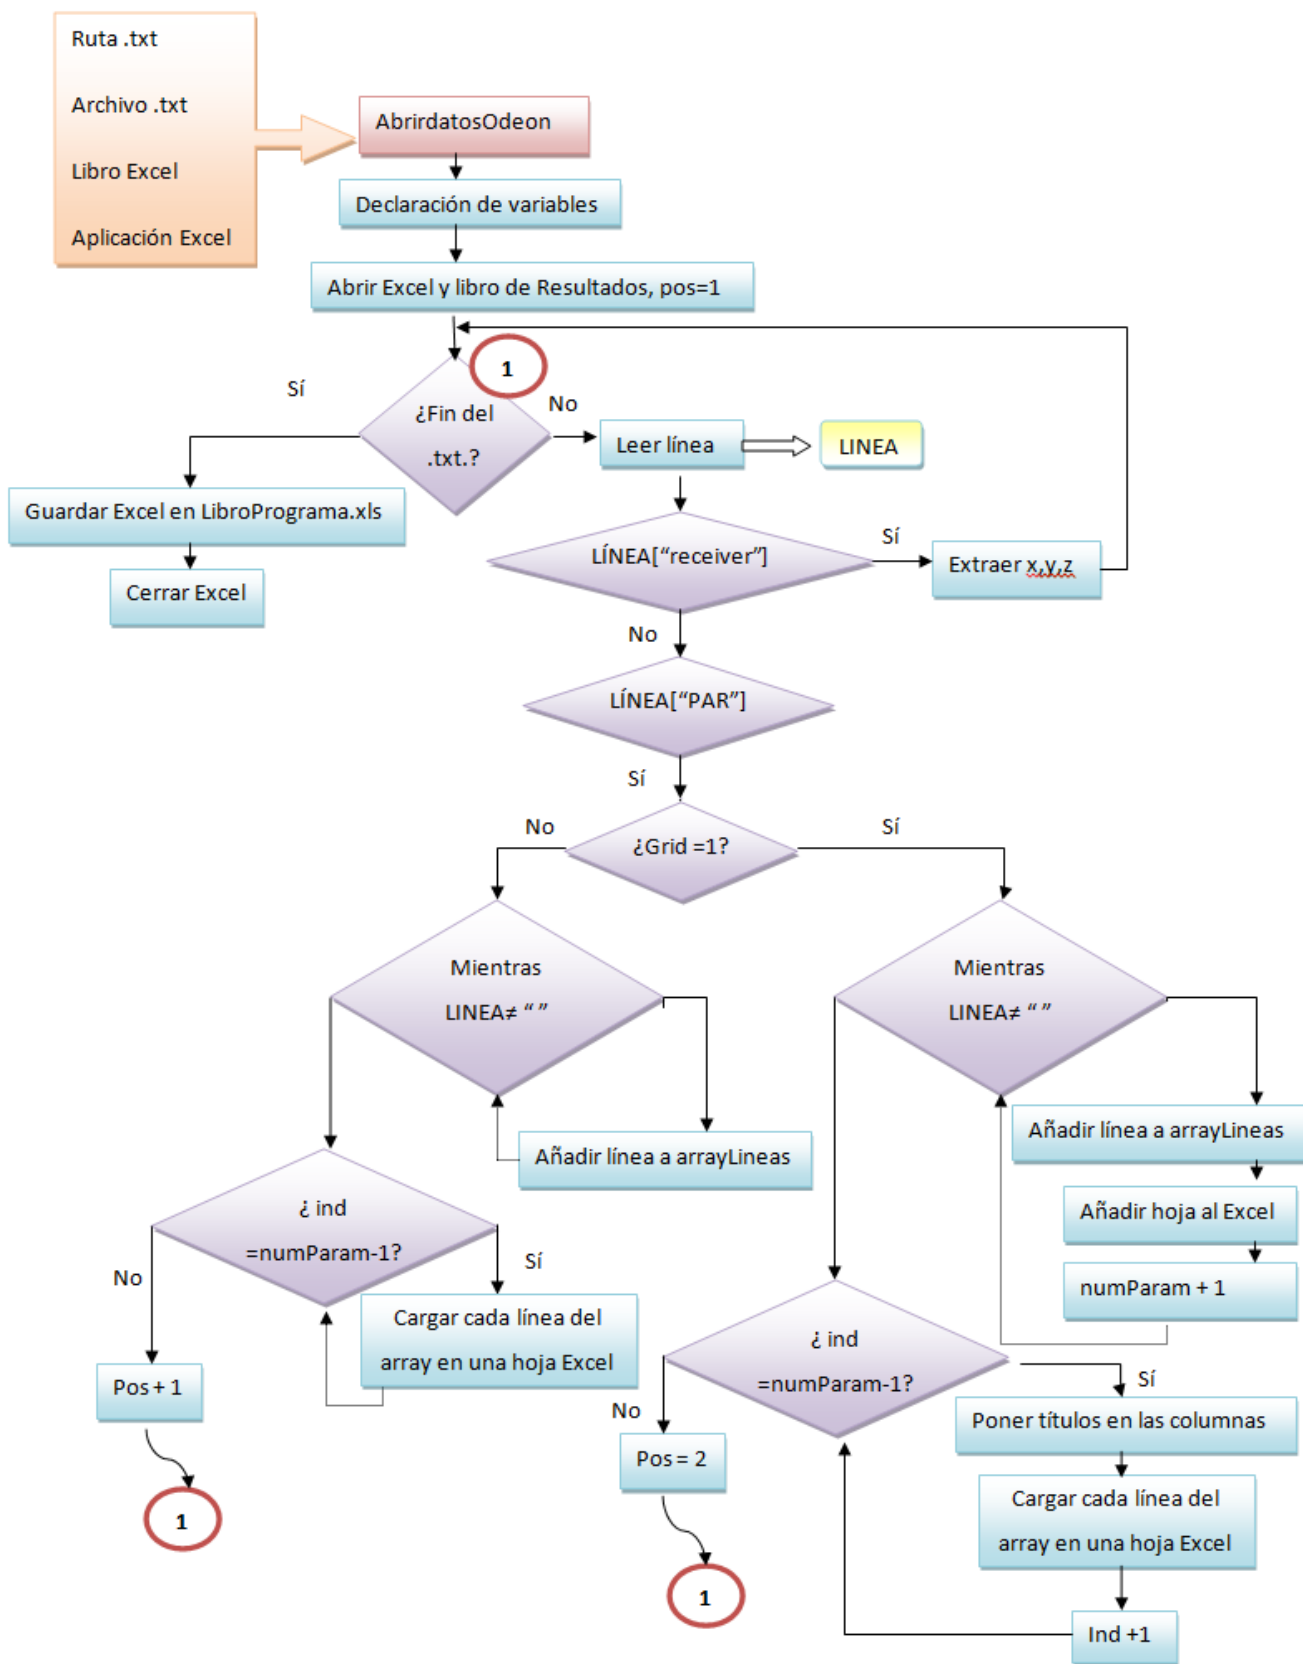 Ruta .txt
Archivo .txt
Libro Excel
Aplicación Excel
AbrirdatosOdeon
Declaración de variables
Abrir Excel y libro de Resultados, pos=1
1
Sí
¿Fin del
.txt.?
No
Leer línea
LINEA
Guardar Excel en LibroPrograma.xls
Cerrar Excel
LÍNEA["receiver"]
Sí
Extraer x,y,z
No
LÍNEA["PAR"]
Sí
No
¿Grid =1?
Sí
Mientras
LINEA≠ " "
Mientras
LINEA≠ " "
Añadir línea a arrayLineas
Añadir línea a arrayLineas
Añadir hoja al Excel
numParam + 1
¿ ind
=numParam-1?
No
Sí
Cargar cada línea del
array en una hoja Excel
Pos + 1
1
¿ ind
=numParam-1?
No
Sí
Pos = 2
1
Poner títulos en las columnas
Cargar cada línea del
array en una hoja Excel
Ind +1